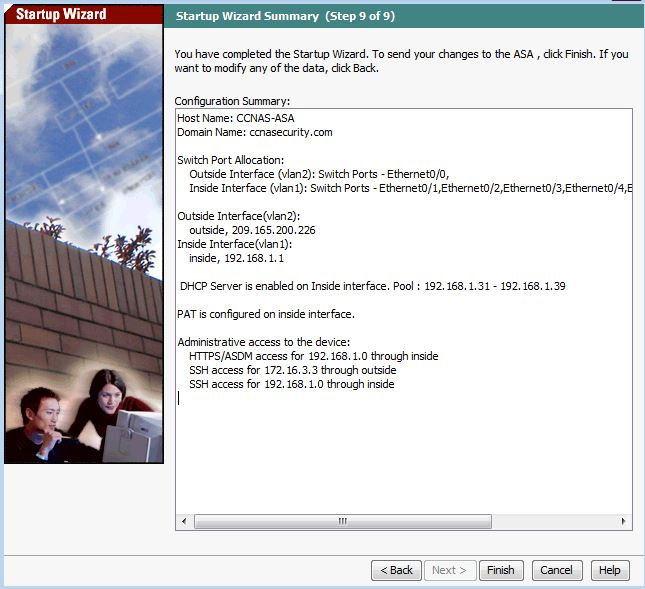 Startup Wizard
Startup Wizard Summary (Step 9 of 9)
You have completed the Startup Wizard. To send your changes to the ASA , click Finish. If you
want to modify any of the data, click Back.
Configuration Summary:
Host Name: CCNAS-ASA
Domain Name: ccnasecurity.com
Switch Port Allocation:
Outside Interface (vlan2): Switch Ports - Ethernet0/0,
Inside Interface (vlan1): Switch Ports - Ethernet0/1,Ethernet0/2,Ethernet0/3,Ethernet0/4,E
Outside Interface(vlan2):
outside, 209.165.200.226
Inside Interface(vlan1):
inside, 192.168.1.1
DHCP Server is enabled on Inside interface. Pool : 192.168.1.31 - 192.168.1.39
PAT is configured on inside interface.
Administrative access to the device:
HTTPS/ASDM access for 192.168.1.0 through inside
SSH access for 172.16.3.3 through outside
SSH access for 192.168.1.0 through inside
< Back Next > Finish Cancel Help